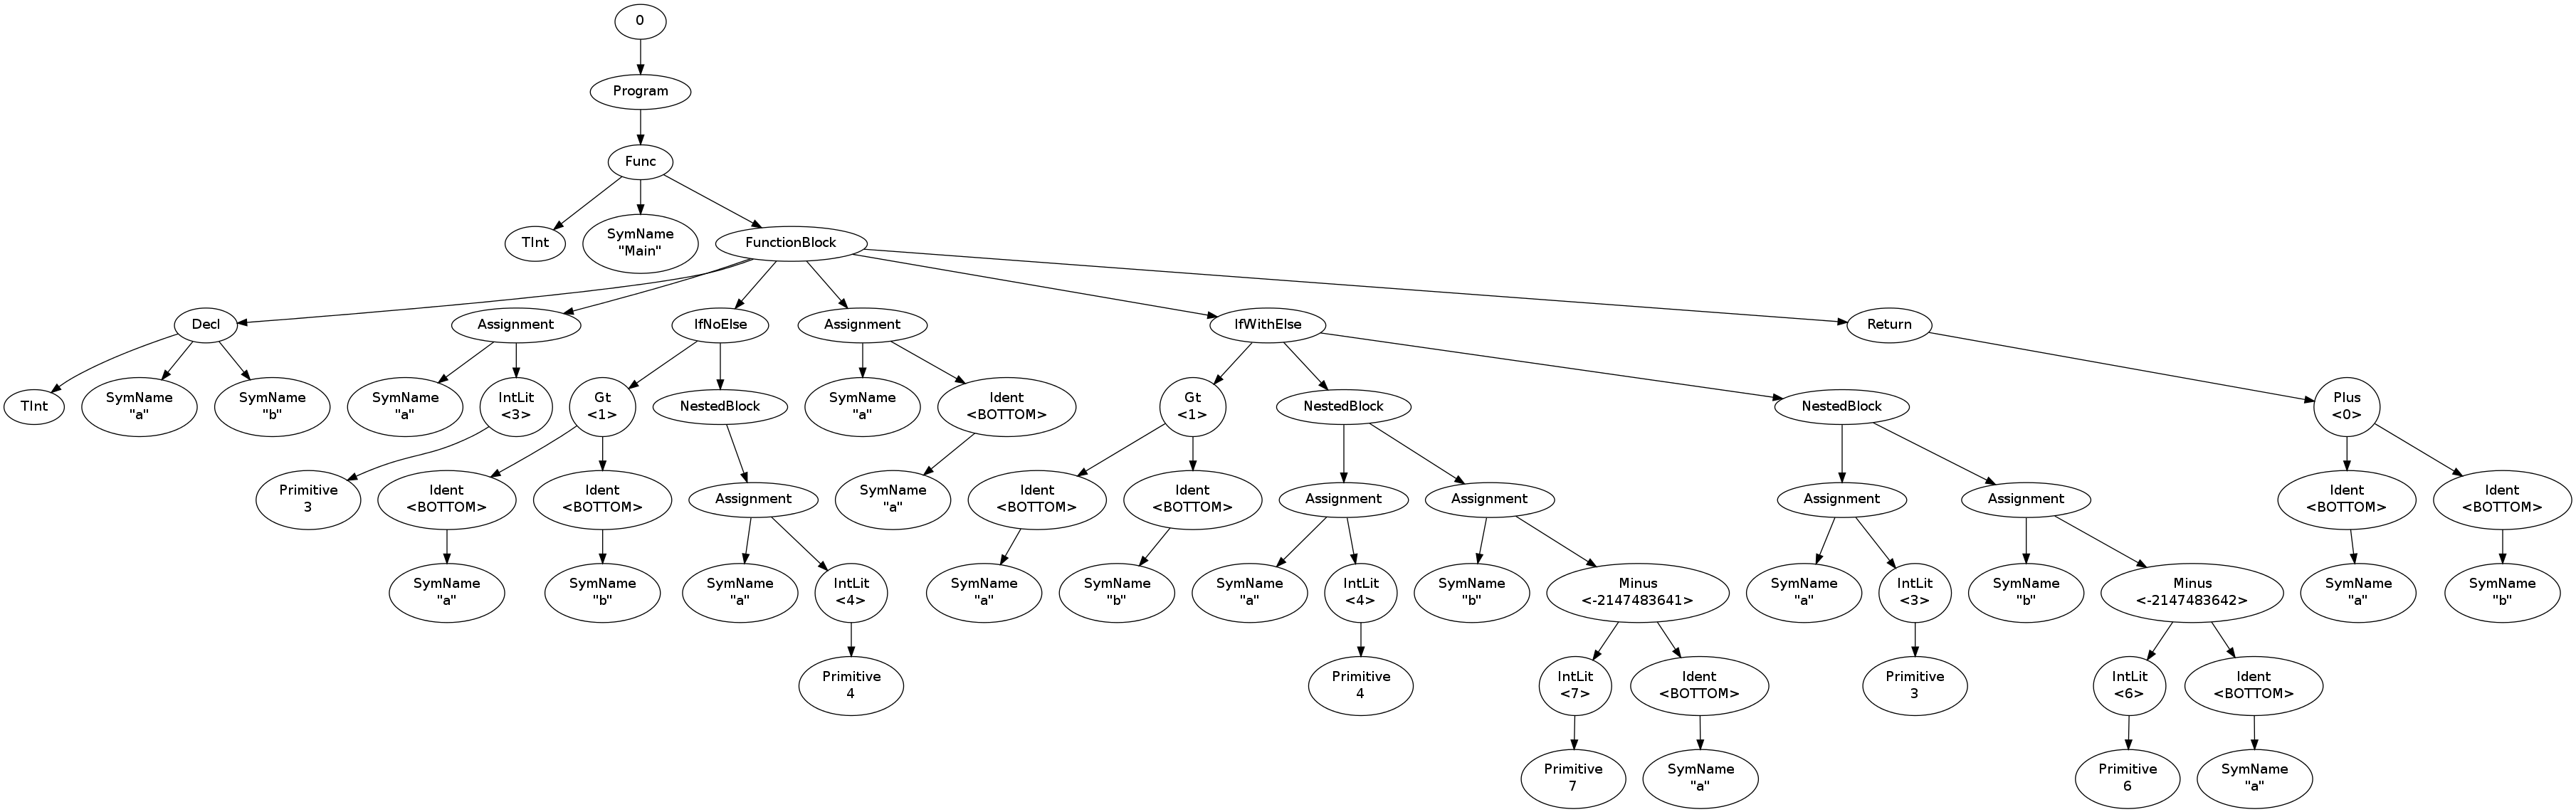 0
Program
Func
TInt
SymName
"Main"
FunctionBlock
Decl
Assignment
IfNoElse
Assignment
IfWithElse
Return
TInt
SymName
"a"
SymName
"b"
SymName
"a"
IntLit
<3>
Gt
<1>
NestedBlock
SymName
"a"
Ident
<BOTTOM>
Gt
<1>
NestedBlock
NestedBlock
Plus
<0>
Primitive
3
Ident
<BOTTOM>
Ident
<BOTTOM>
Assignment
SymName
"a"
Ident
<BOTTOM>
Ident
<BOTTOM>
Assignment
Assignment
Assignment
Assignment
Ident
<BOTTOM>
Ident
<BOTTOM>
SymName
"a"
SymName
"b"
SymName
"a"
IntLit
<4>
SymName
"a"
SymName
"b"
SymName
"a"
IntLit
<4>
SymName
"b"
Minus
<-2147483641>
SymName
"a"
IntLit
<3>
SymName
"b"
Minus
<-2147483642>
SymName
"a"
SymName
"b"
Primitive
4
Primitive
4
IntLit
<7>
Ident
<BOTTOM>
Primitive
3
IntLit
<6>
Ident
<BOTTOM>
Primitive
7
SymName
"a"
Primitive
6
SymName
"a"